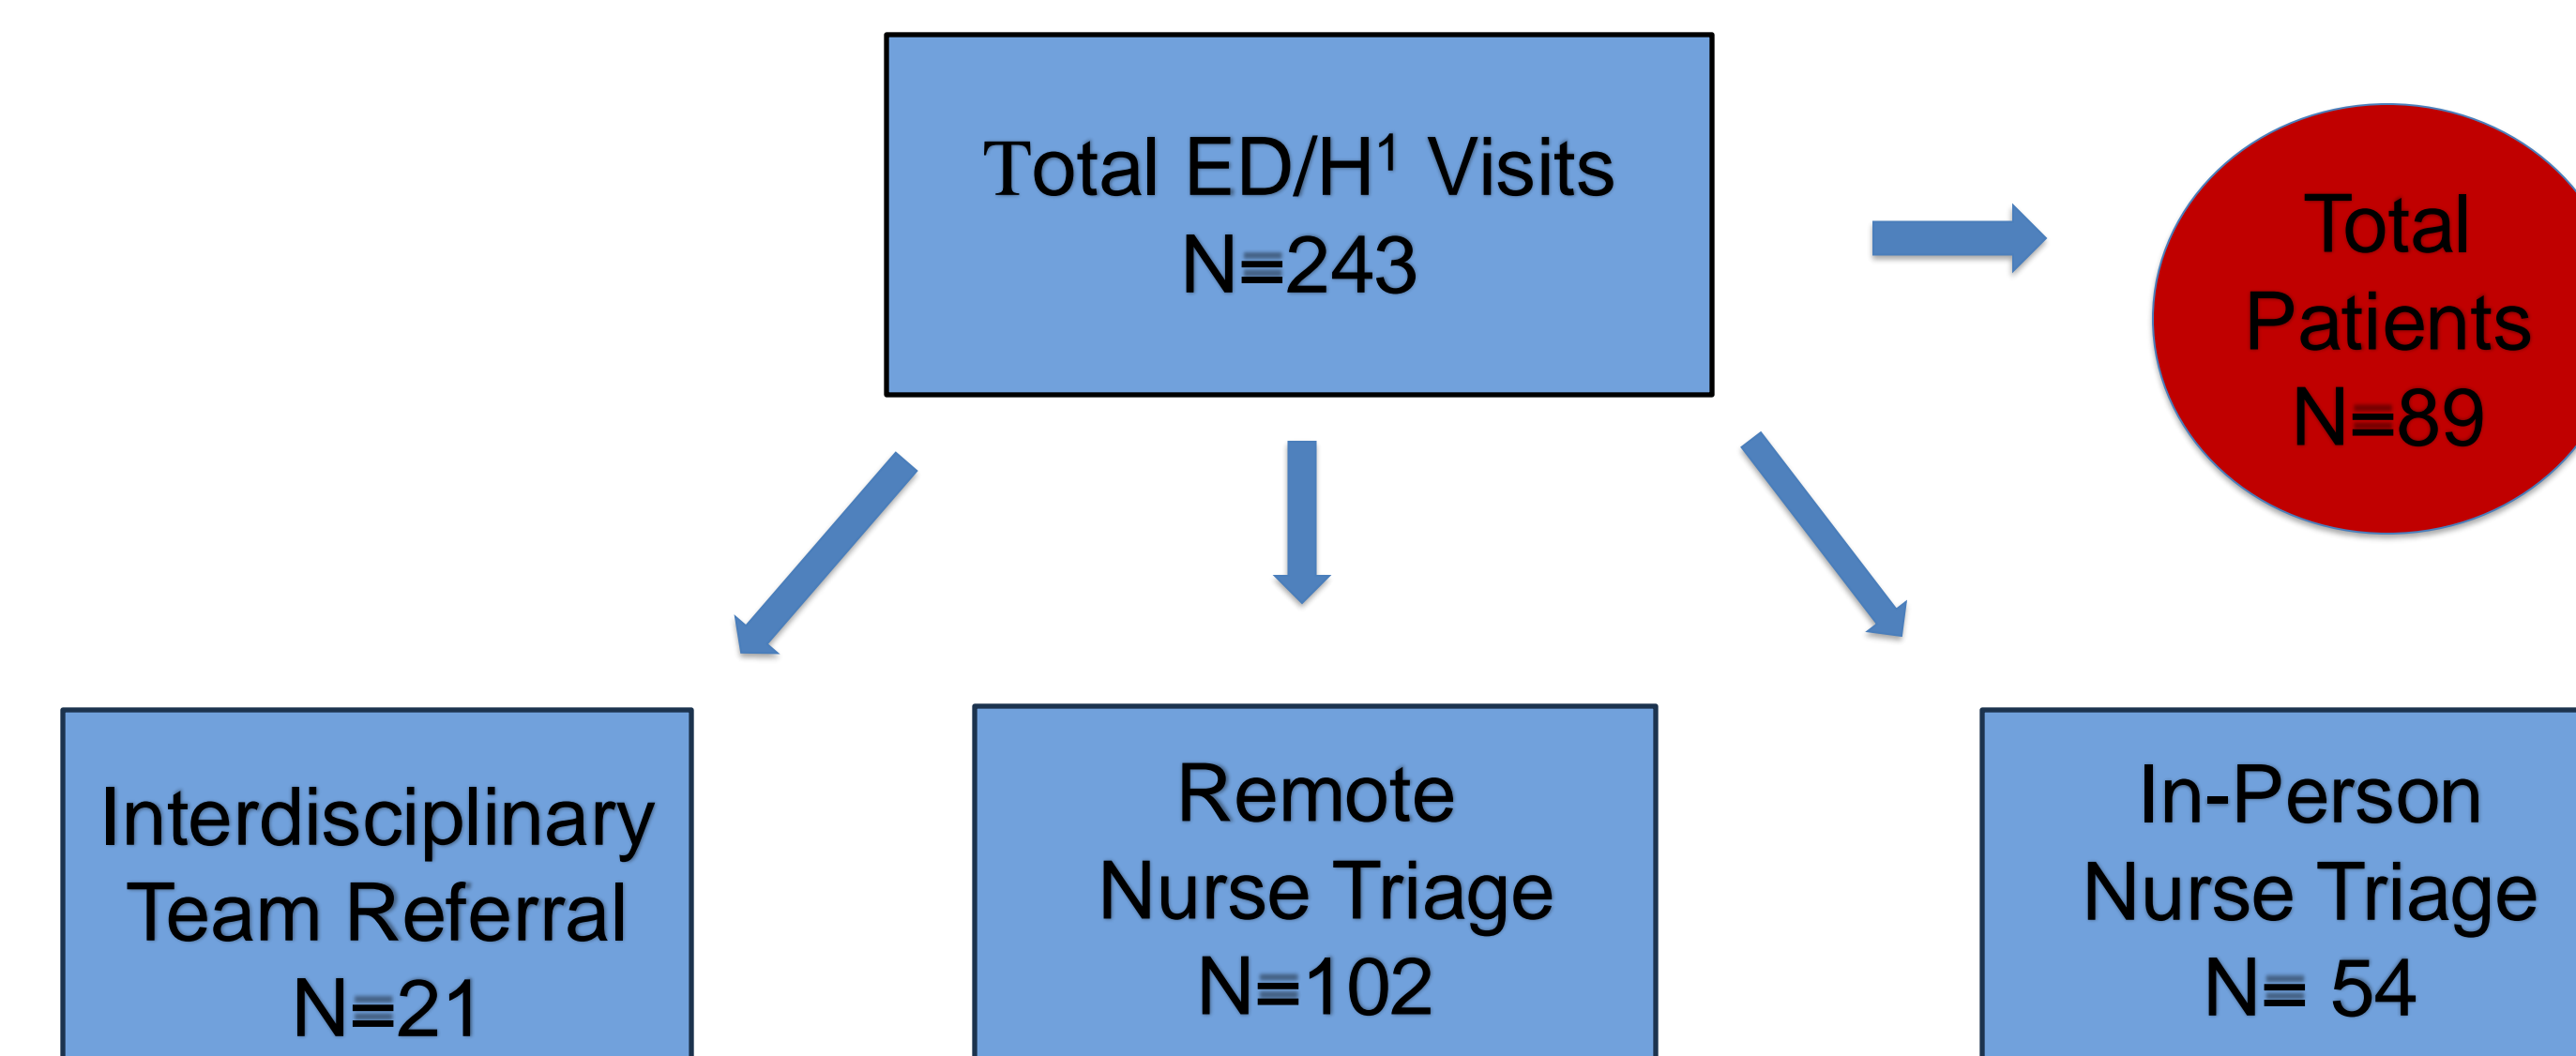 Total ED/H¹ Visits
N=243
Total
Patients
N=89
Interdisciplinary
Team Referral
N=21
Remote
Nurse Triage
N=102
In-Person
Nurse Triage
N= 54